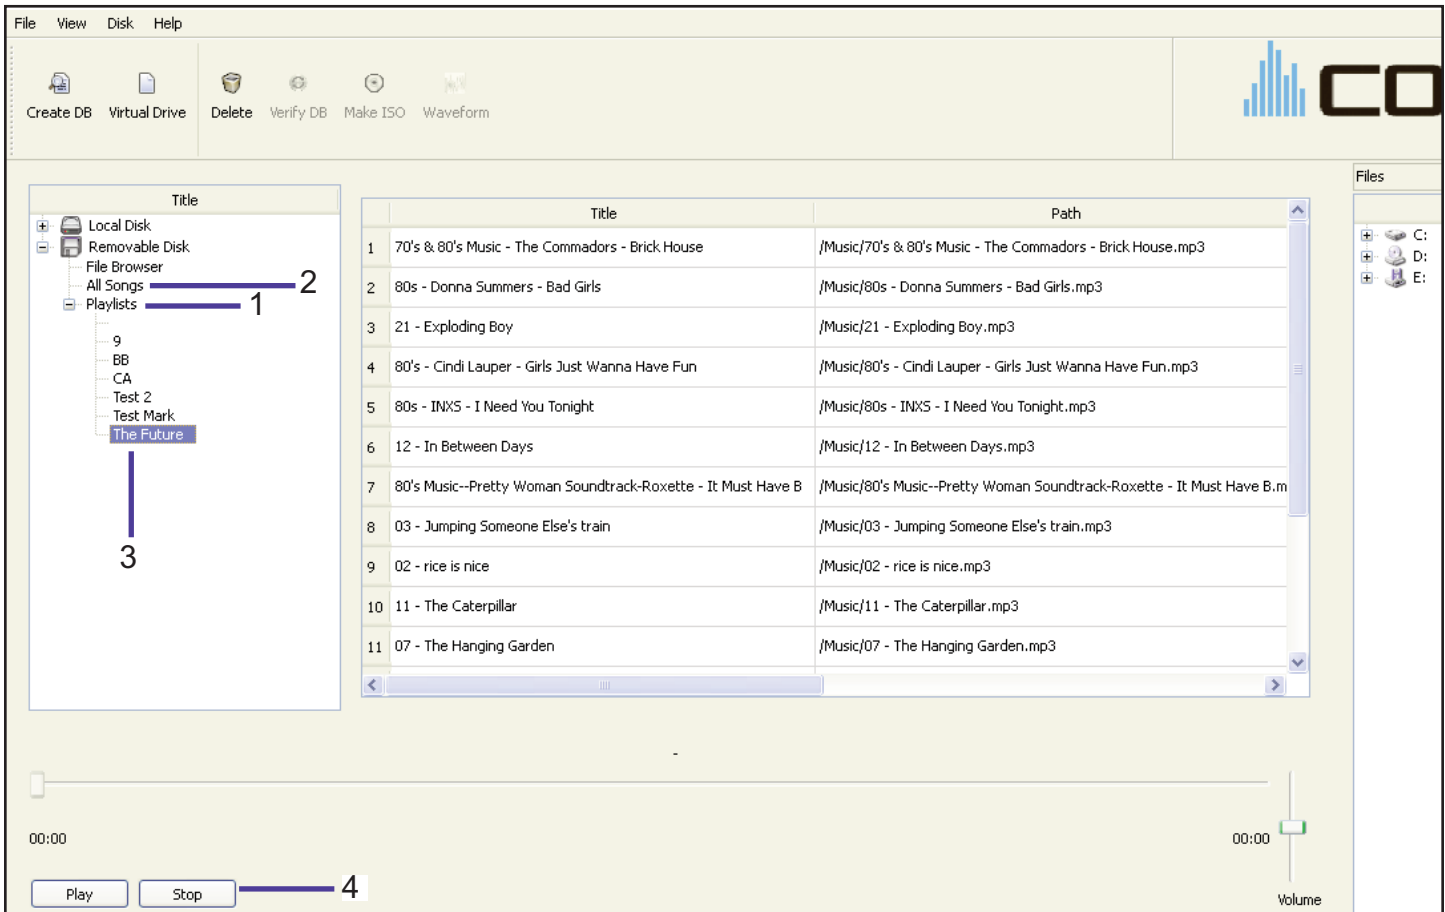 File View Disk Help
Create DB Virtual Drive Delete Verify DB Make ISO Waveform
CO
Files
Title
Local Disk
Removable Disk
File Browser
All Songs 2
Playlists 1
9
BB
CA
Test 2
Test Mark
The Future
3
Title Path
1 70's & 80's Music - The Commadors - Brick House /Music/70's & 80's Music - The Commadors - Brick House.mp3
2 80s - Donna Summers - Bad Girls /Music/80s - Donna Summers - Bad Girls.mp3
3 21 - Exploding Boy /Music/21 - Exploding Boy.mp3
4 80's - Cindi Lauper - Girls Just Wanna Have Fun /Music/80's - Cindi Lauper - Girls Just Wanna Have Fun.mp3
5 80s - INXS - I Need You Tonight /Music/80s - INXS - I Need You Tonight.mp3
6 12 - In Between Days /Music/12 - In Between Days.mp3
7 80's Music--Pretty Woman Soundtrack-Roxette - It Must Have B /Music/80's Music--Pretty Woman Soundtrack-Roxette - It Must Have B.m
8 03 - Jumping Someone Else's train /Music/03 - Jumping Someone Else's train.mp3
9 02 - rice is nice /Music/02 - rice is nice.mp3
10 11 - The Caterpillar /Music/11 - The Caterpillar.mp3
11 07 - The Hanging Garden /Music/07 - The Hanging Garden.mp3
C:
D:
E:
-
00:00 00:00
Play Stop 4
Volume